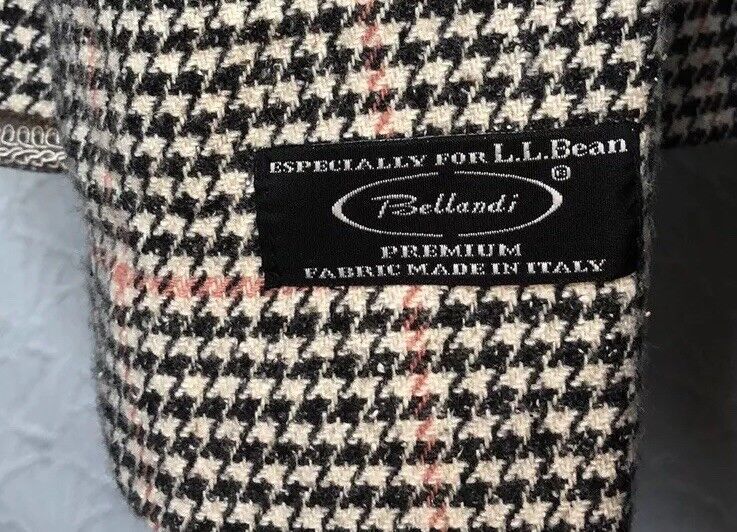 ESPECIALLY FOR L.L.Bean
Bellandi ®
PREMIUM
FABRIC MADE IN ITALY